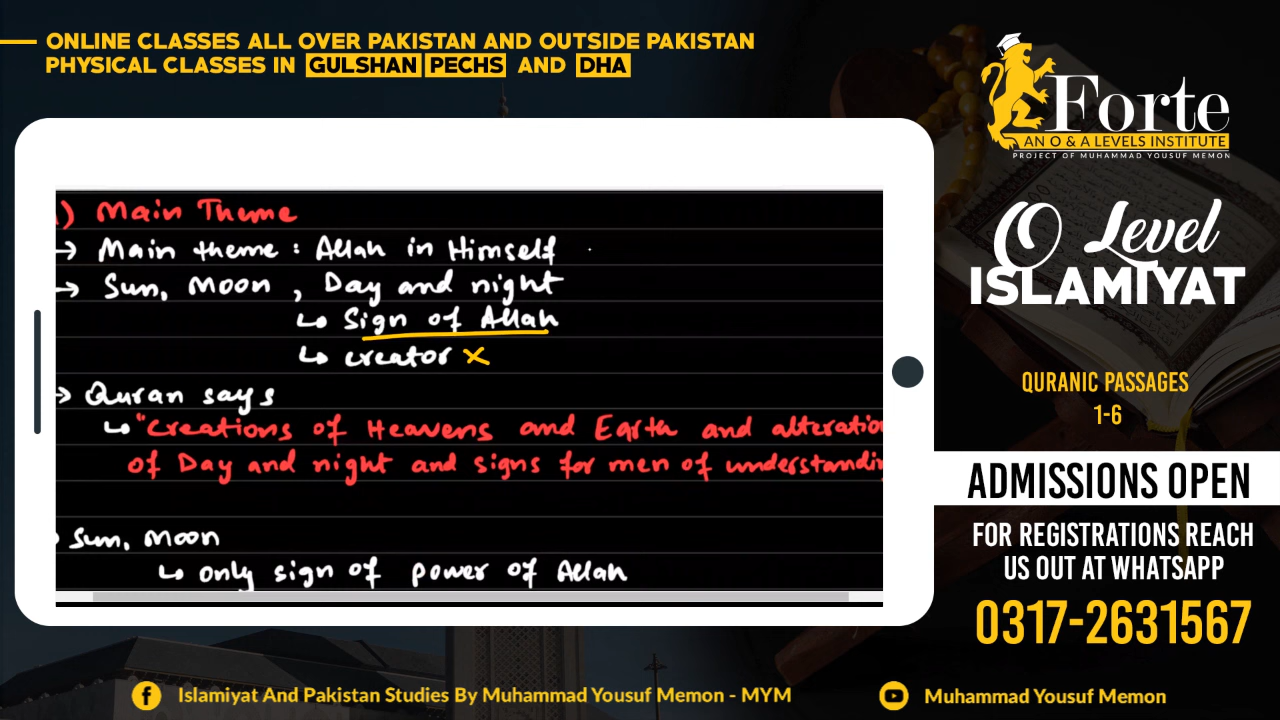 ONLINE CLASSES ALL OVER PAKISTAN AND OUTSIDE PAKISTAN
PHYSICAL CLASSES IN GULSHAN PECHS AND DHA
Forte
AN O & A LEVELS INSTITUTE
PROJECT OF MUHAMMAD YOUSUF MEMON
O Level
ISLAMIYAT
QURANIC PASSAGES
1-6
ADMISSIONS OPEN
FOR REGISTRATIONS REACH
US OUT AT WHATSAPP
0317-2631567
) Main Theme
→ Main theme : Allah in Himself
→ Sun, Moon , Day and night
↳ Sign of Allah
↳ creator ×
→ Quran says
↳ "Creations of Heavens and Earth and alteratio
of Day and night and signs for men of understandi
Sun, Moon
↳ only sign of power of Allah
Islamiyat And Pakistan Studies By Muhammad Yousuf Memon - MYM
Muhammad Yousuf Memon